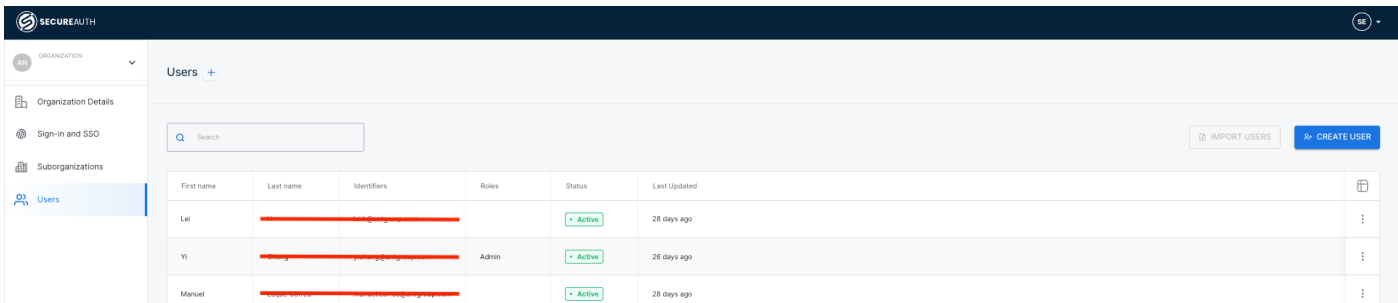 SECUREAUTH
SE
AN
ORGANIZATION
Users +
Organization Details
Sign-in and SSO
Suborganizations
Users
Search
IMPORT USERS
CREATE USER
First name Last name Identifiers Roles Status Last Updated
Lei Active 28 days ago
Yi Admin Active 26 days ago
Manuel Active 28 days ago